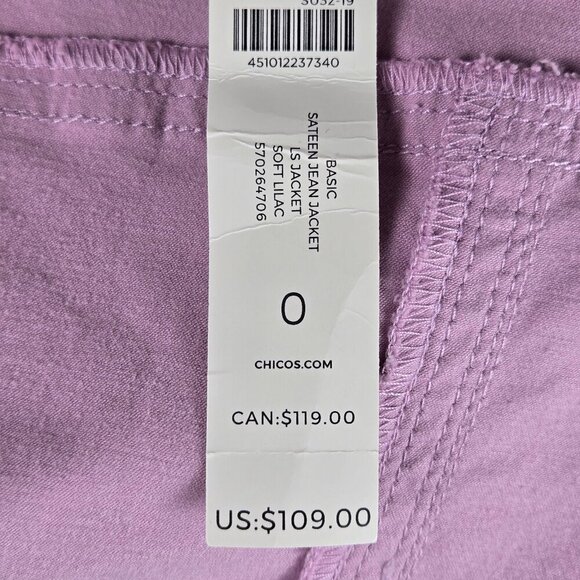 451012237340
BASIC
SATEEN JEAN JACKET
LS JACKET
SOFT LILAC
570264706
0
CHICOS.COM
CAN:$119.00
US:$109.00